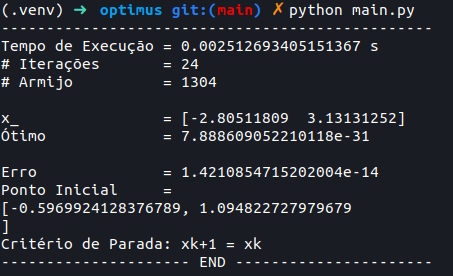 (.venv) ➜ optimus git:(main) ✗ python main.py
-------------------------------------------------
Tempo de Execução = 0.002512693405151367 s
# Iterações = 24
# Armijo = 1304
x_ = [-2.80511809 3.13131252]
Ótimo = 7.888609052210118e-31
Erro = 1.4210854715202004e-14
Ponto Inicial =
[-0.5969924128376789, 1.094822727979679
]
Critério de Parada: xk+1 = xk
--------------------- END ----------------------